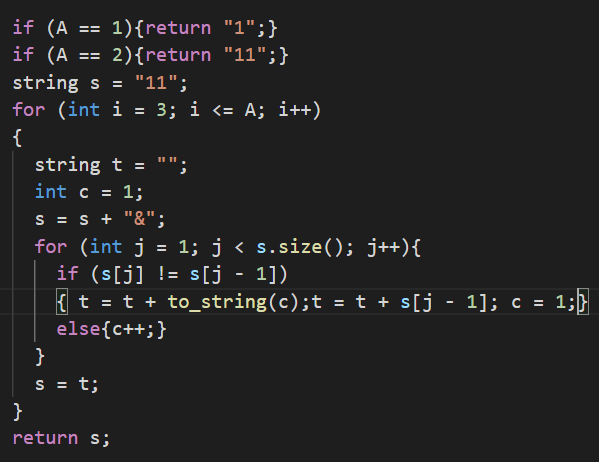 if (A == 1){return "1";}
if (A == 2){return "11";}
string s = "11";
for (int i = 3; i <= A; i++)
{
  string t = "";
  int c = 1;
  s = s + "&";
  for (int j = 1; j < s.size(); j++){
    if (s[j] != s[j - 1])
    { t = t + to_string(c);t = t + s[j - 1]; c = 1;}
    else{c++;}
  }
  s = t;
}
return s;